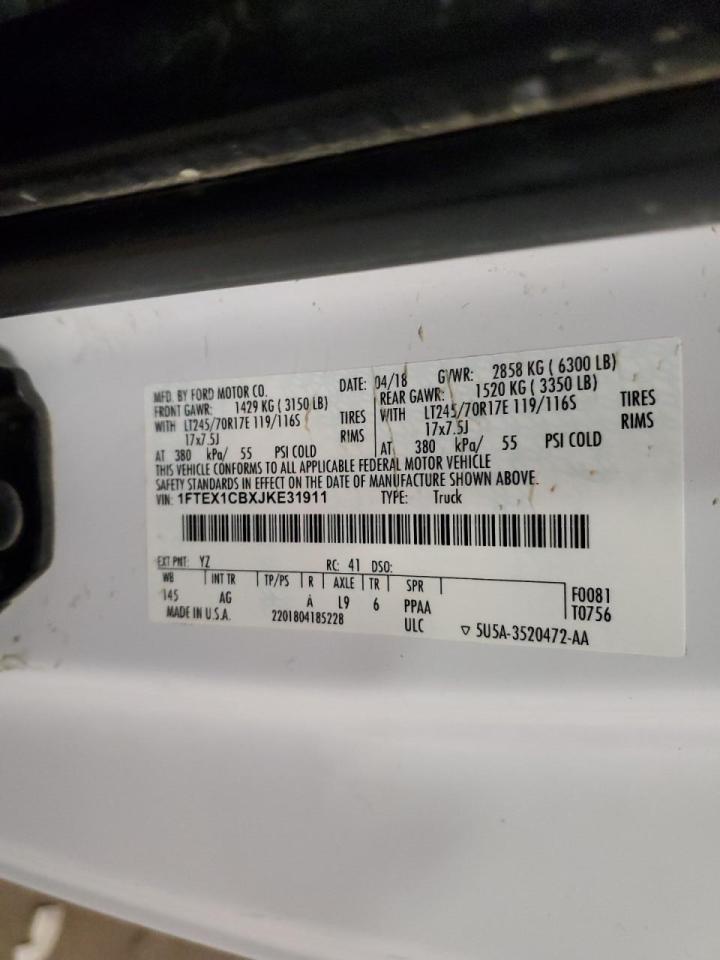 MFD. BY FORD MOTOR CO. DATE: 04/18 GVWR: 2858 KG ( 6300 LB)
FRONT GAWR: 1429 KG ( 3150 LB) REAR GAWR: 1520 KG ( 3350 LB)
WITH LT245/70R17E 119/116S TIRES WITH LT245/70R17E 119/116S TIRES
17x7.5J RIMS 17x7.5J RIMS
AT 380 kPa/ 55 PSI COLD AT 380 kPa/ 55 PSI COLD
THIS VEHICLE CONFORMS TO ALL APPLICABLE FEDERAL MOTOR VEHICLE
SAFETY STANDARDS IN EFFECT ON THE DATE OF MANUFACTURE SHOWN ABOVE.
VIN: 1FTEX1CBXJKE31911 TYPE: Truck
EXT PNT: YZ RC: 41 DSO:
WB INT TR TP/PS R AXLE TR SPR F0081
145 AG A L9 6 PPAA T0756
MADE IN U.S.A. 2201804185228 ULC ▽ 5U5A-3520472-AA